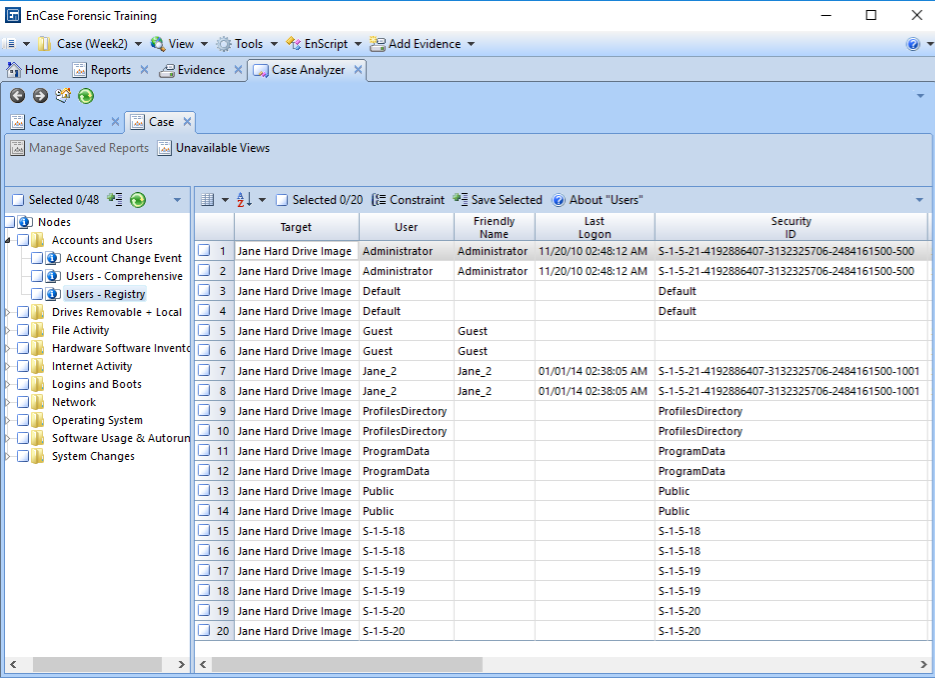 EnCase Forensic Training
Case (Week2) View Tools EnScript Add Evidence
Home Reports Evidence Case Analyzer
Case Analyzer Case
Manage Saved Reports Unavailable Views
Selected 0/48
Nodes
Accounts and Users
Account Change Event
Users - Comprehensive
Users - Registry
Drives Removable + Local
File Activity
Hardware Software Invento
Internet Activity
Logins and Boots
Network
Operating System
Software Usage & Autorun
System Changes
Selected 0/20 Constraint Save Selected About "Users"
Target User Friendly Name Last Logon Security ID
1 Jane Hard Drive Image Administrator Administrator 11/20/10 02:48:12 AM S-1-5-21-4192886407-3132325706-2484161500-500
2 Jane Hard Drive Image Administrator Administrator 11/20/10 02:48:12 AM S-1-5-21-4192886407-3132325706-2484161500-500
3 Jane Hard Drive Image Default Default
4 Jane Hard Drive Image Default Default
5 Jane Hard Drive Image Guest Guest
6 Jane Hard Drive Image Guest Guest
7 Jane Hard Drive Image Jane_2 Jane_2 01/01/14 02:38:05 AM S-1-5-21-4192886407-3132325706-2484161500-1001
8 Jane Hard Drive Image Jane_2 Jane_2 01/01/14 02:38:05 AM S-1-5-21-4192886407-3132325706-2484161500-1001
9 Jane Hard Drive Image ProfilesDirectory ProfilesDirectory
10 Jane Hard Drive Image ProfilesDirectory ProfilesDirectory
11 Jane Hard Drive Image ProgramData ProgramData
12 Jane Hard Drive Image ProgramData ProgramData
13 Jane Hard Drive Image Public Public
14 Jane Hard Drive Image Public Public
15 Jane Hard Drive Image S-1-5-18 S-1-5-18
16 Jane Hard Drive Image S-1-5-18 S-1-5-18
17 Jane Hard Drive Image S-1-5-19 S-1-5-19
18 Jane Hard Drive Image S-1-5-19 S-1-5-19
19 Jane Hard Drive Image S-1-5-20 S-1-5-20
20 Jane Hard Drive Image S-1-5-20 S-1-5-20